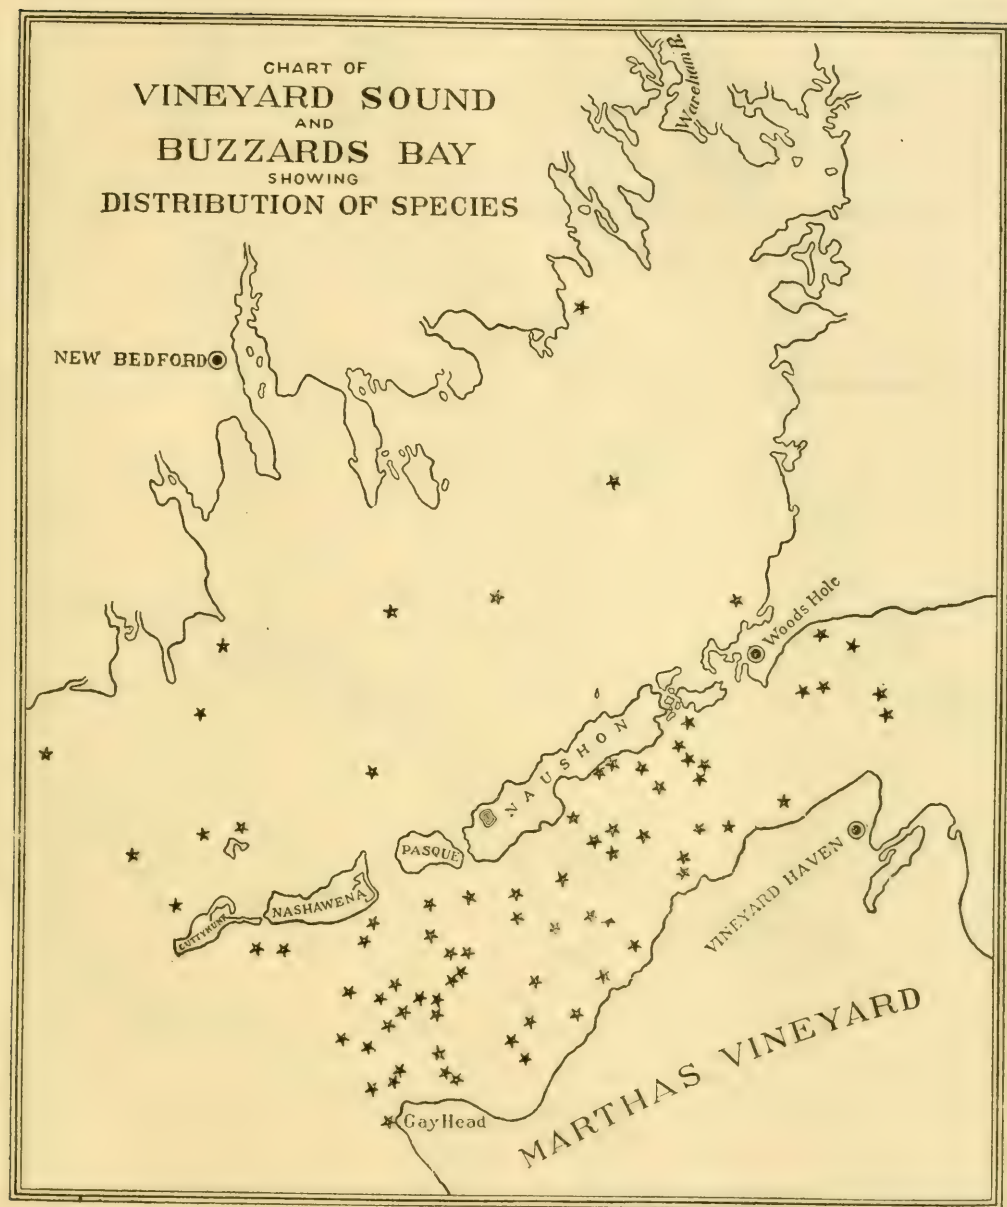 CHART OF
VINEYARD SOUND
AND
BUZZARDS BAY
SHOWING
DISTRIBUTION OF SPECIES
Wareham R.
NEW BEDFORD
Woods Hole
NAUSHON
PASQUE
NASHAWENA
CUTTYHUNK
VINEYARD HAVEN
MARTHAS VINEYARD
Gay Head